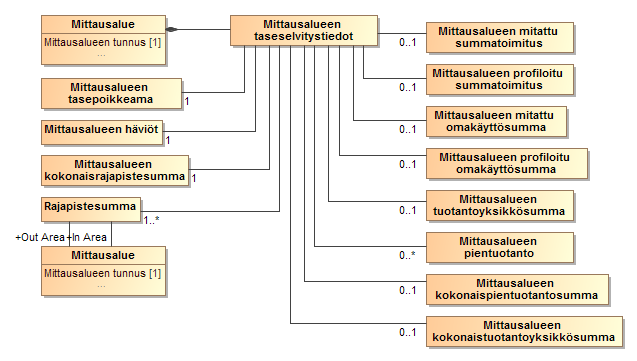 Mittausalue
Mittausalueen tunnus [1]
...
Mittausalueen
taseselvitystiedot
Mittausalueen
tasepoikkeama
1
Mittausalueen häviöt
1
Mittausalueen
kokonaisrajapistesumma
1
Rajapistesumma
1..*
+Out Area
+In Area
Mittausalue
Mittausalueen tunnus [1]
...
Mittausalueen mitattu
summatoimitus
0..1
Mittausalueen profiloitu
summatoimitus
0..1
Mittausalueen mitattu
omakäyttösumma
0..1
Mittausalueen profiloitu
omakäyttösumma
0..1
Mittausalueen
tuotantoyksikkösumma
0..1
Mittausalueen
pientuotanto
0..*
Mittausalueen
kokonaispientuotantosumma
0..1
Mittausalueen
kokonaistuotantoyksikkösumma
0..1